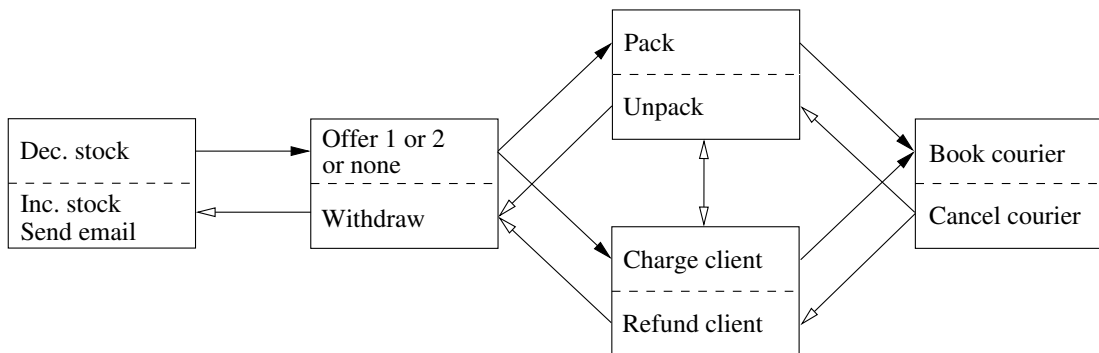 Dec. stock
Inc. stock
Send email
Offer 1 or 2
or none
Withdraw
Pack
Unpack
Charge client
Refund client
Book courier
Cancel courier